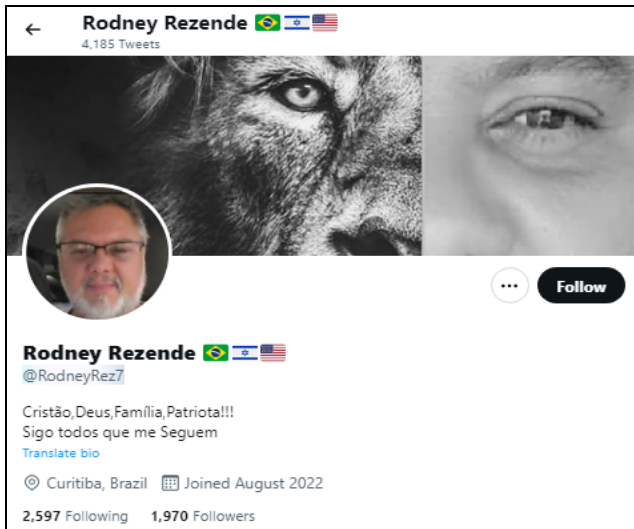 Rodney Rezende 🇧🇷 🇮🇱 🇺🇸
4,185 Tweets
Follow
Rodney Rezende 🇧🇷 🇮🇱 🇺🇸
@RodneyRez7
Cristão,Deus,Família,Patriota!!!
Sigo todos que me Seguem
Translate bio
Curitiba, Brazil Joined August 2022
2,597 Following 1,970 Followers